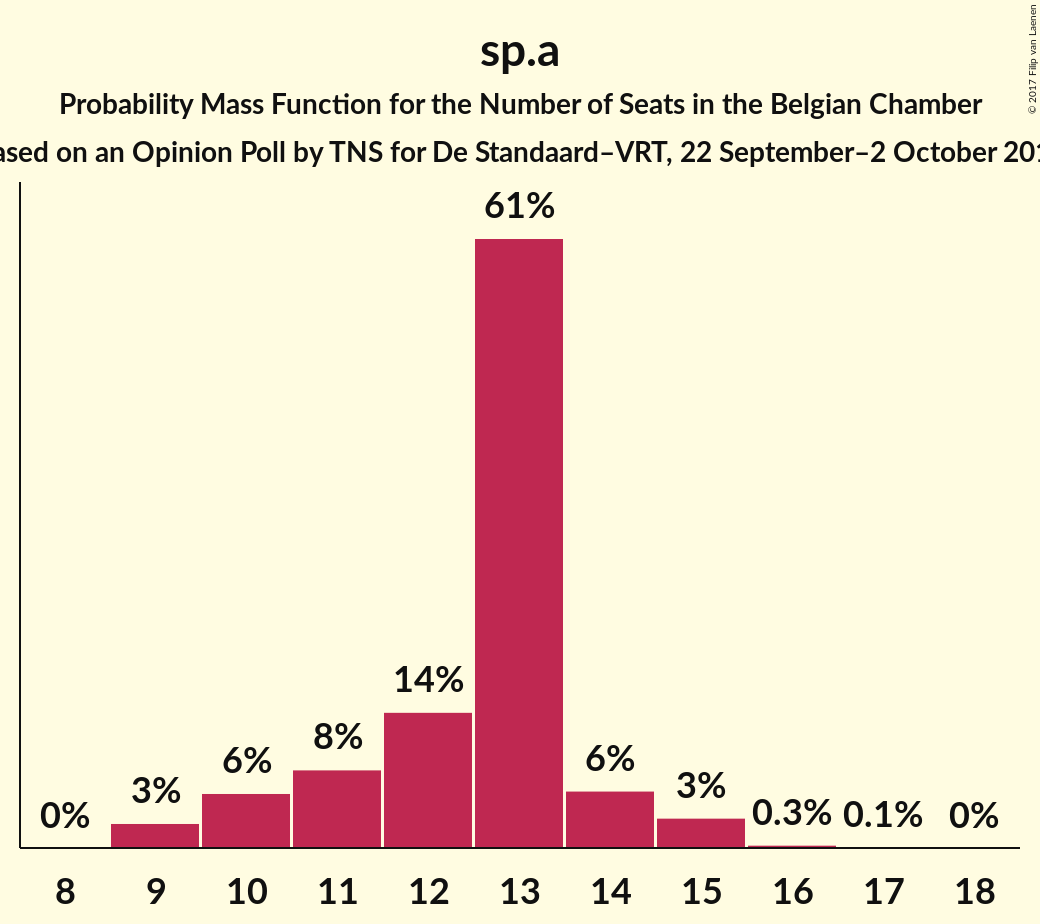 sp.a
Probability Mass Function for the Number of Seats in the Belgian Chamber
on an Opinion Poll by TNS for De Standaard–VRT, 22 September–2 October
© 2017 Filip van Laenen
61%
14%
8%
6%
6%
3%
3%
0%
0.3%
0.1%
0%
8 9 10 11 12 13 14 15 16 17 18